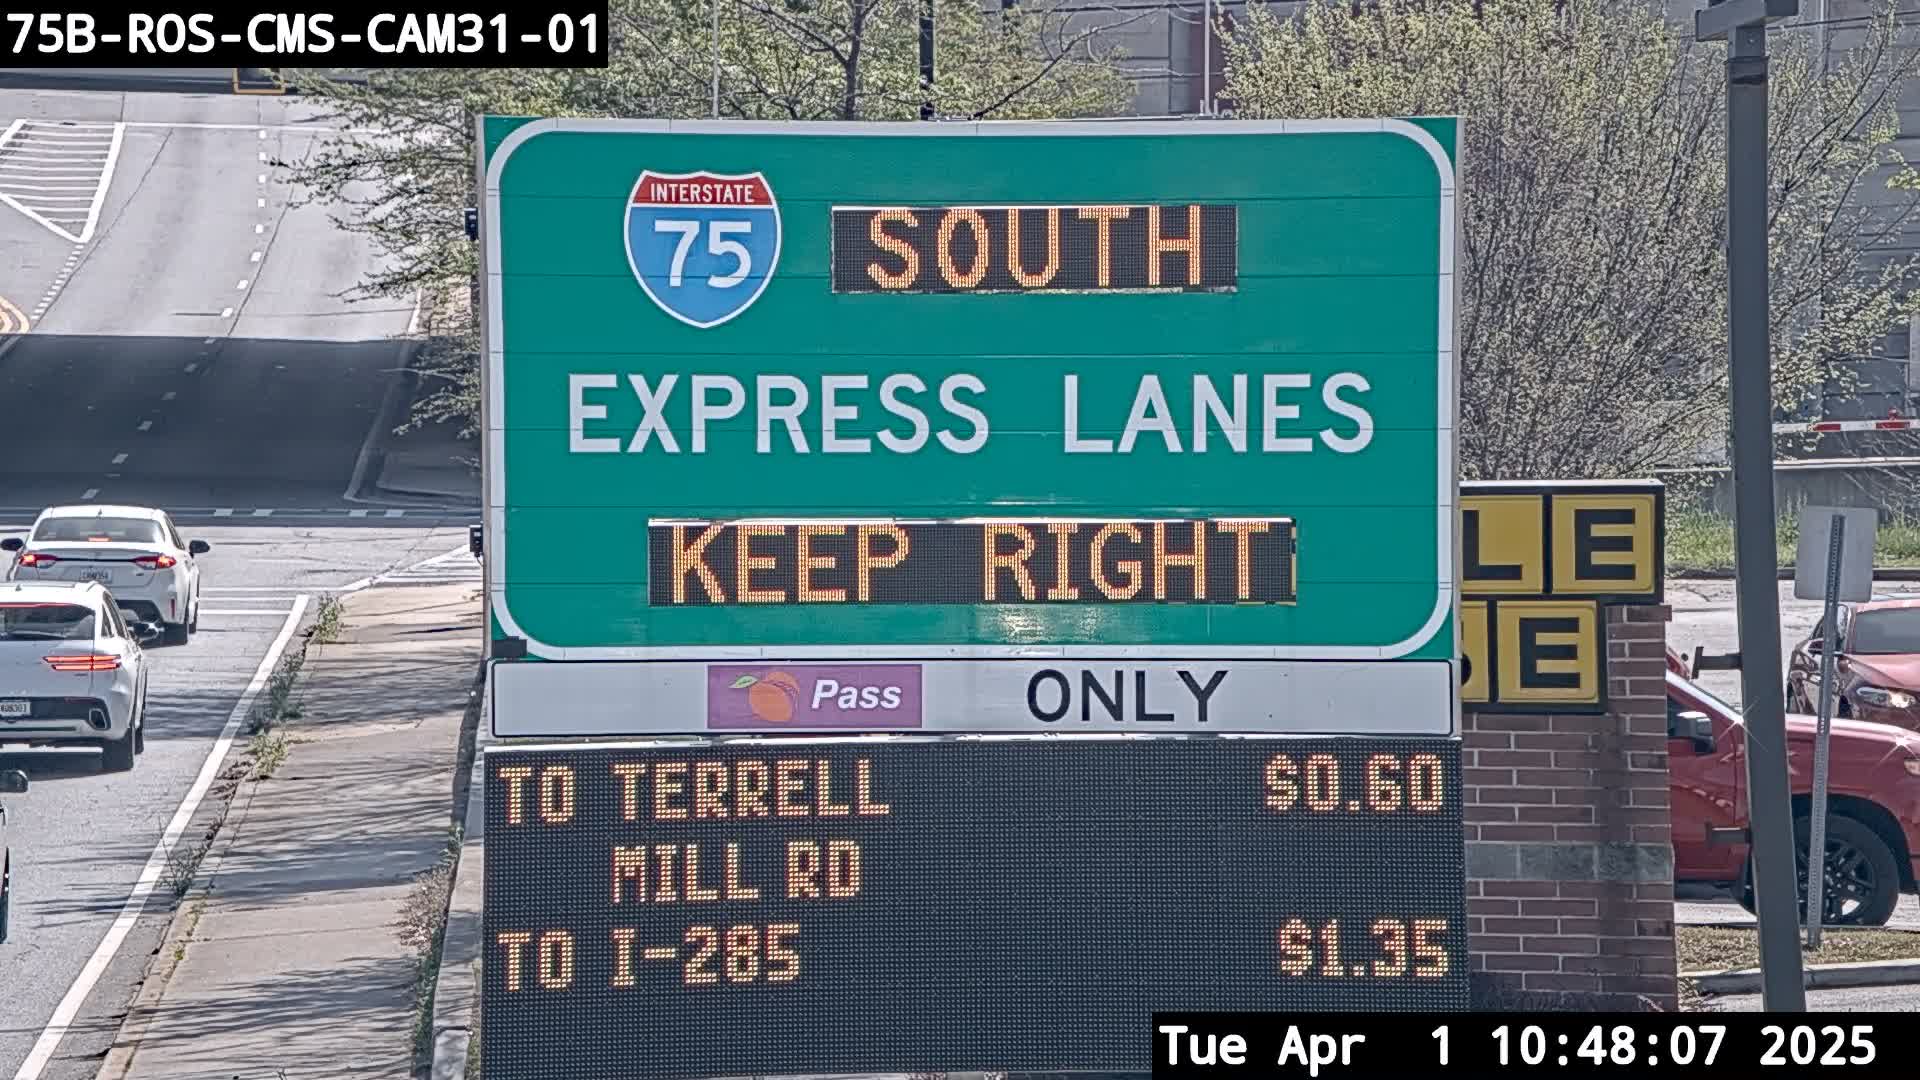 75B-ROS-CMS-CAM31-01
INTERSTATE
75
SOUTH
EXPRESS LANES
KEEP RIGHT
Pass ONLY
TO TERRELL $0.60
MILL RD
TO I-285 $1.35
LE
E
Tue Apr 1 10:48:07 2025